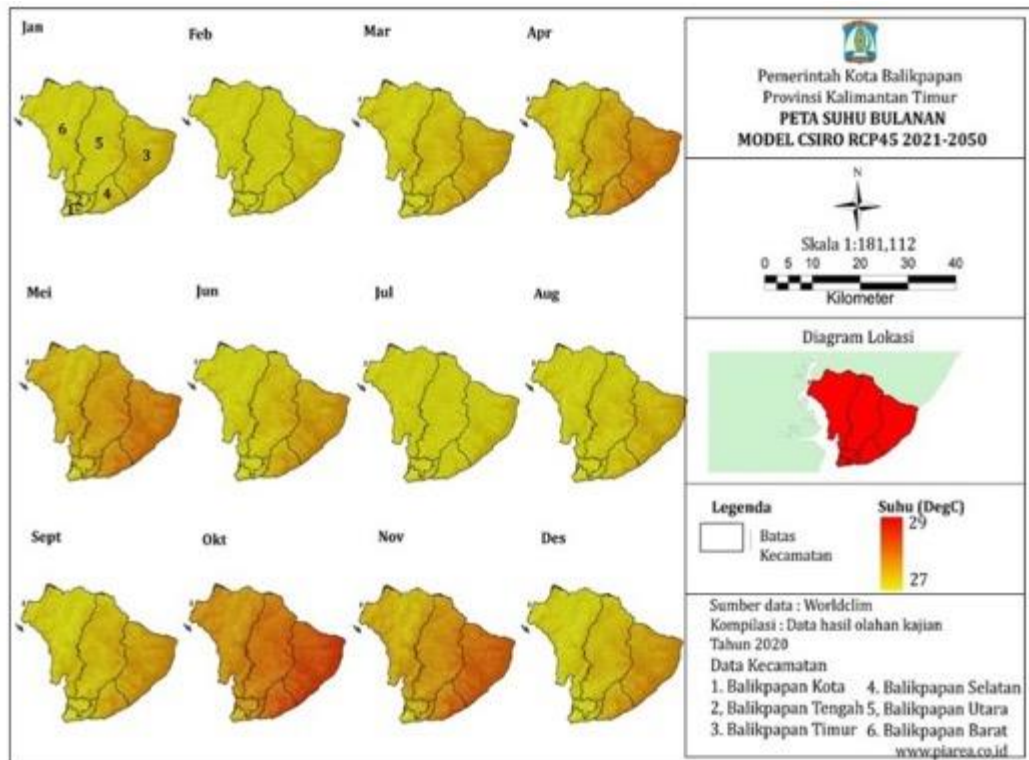 Jan
Feb
Mar
Apr
6
5
3
4
2
1
Mei
Jun
Jul
Aug
Sept
Okt
Nov
Des
Pemerintah Kota Balikpapan
Provinsi Kalimantan Timur
PETA SUHU BULANAN
MODEL CSIRO RCP45 2021-2050
N
Skala 1:181,112
0 5 10 20 30 40
Kilometer
Diagram Lokasi
Legenda
Batas
Kecamatan
Suhu (DegC)
29
27
Sumber data : Worldclim
Kompilasi : Data hasil olahan kajian
Tahun 2020
Data Kecamatan
1. Balikpapan Kota 4. Balikpapan Selatan
2, Balikpapan Tengah 5, Balikpapan Utara
3. Balikpapan Timur 6. Balikpapan Barat
www.piarea.co.id